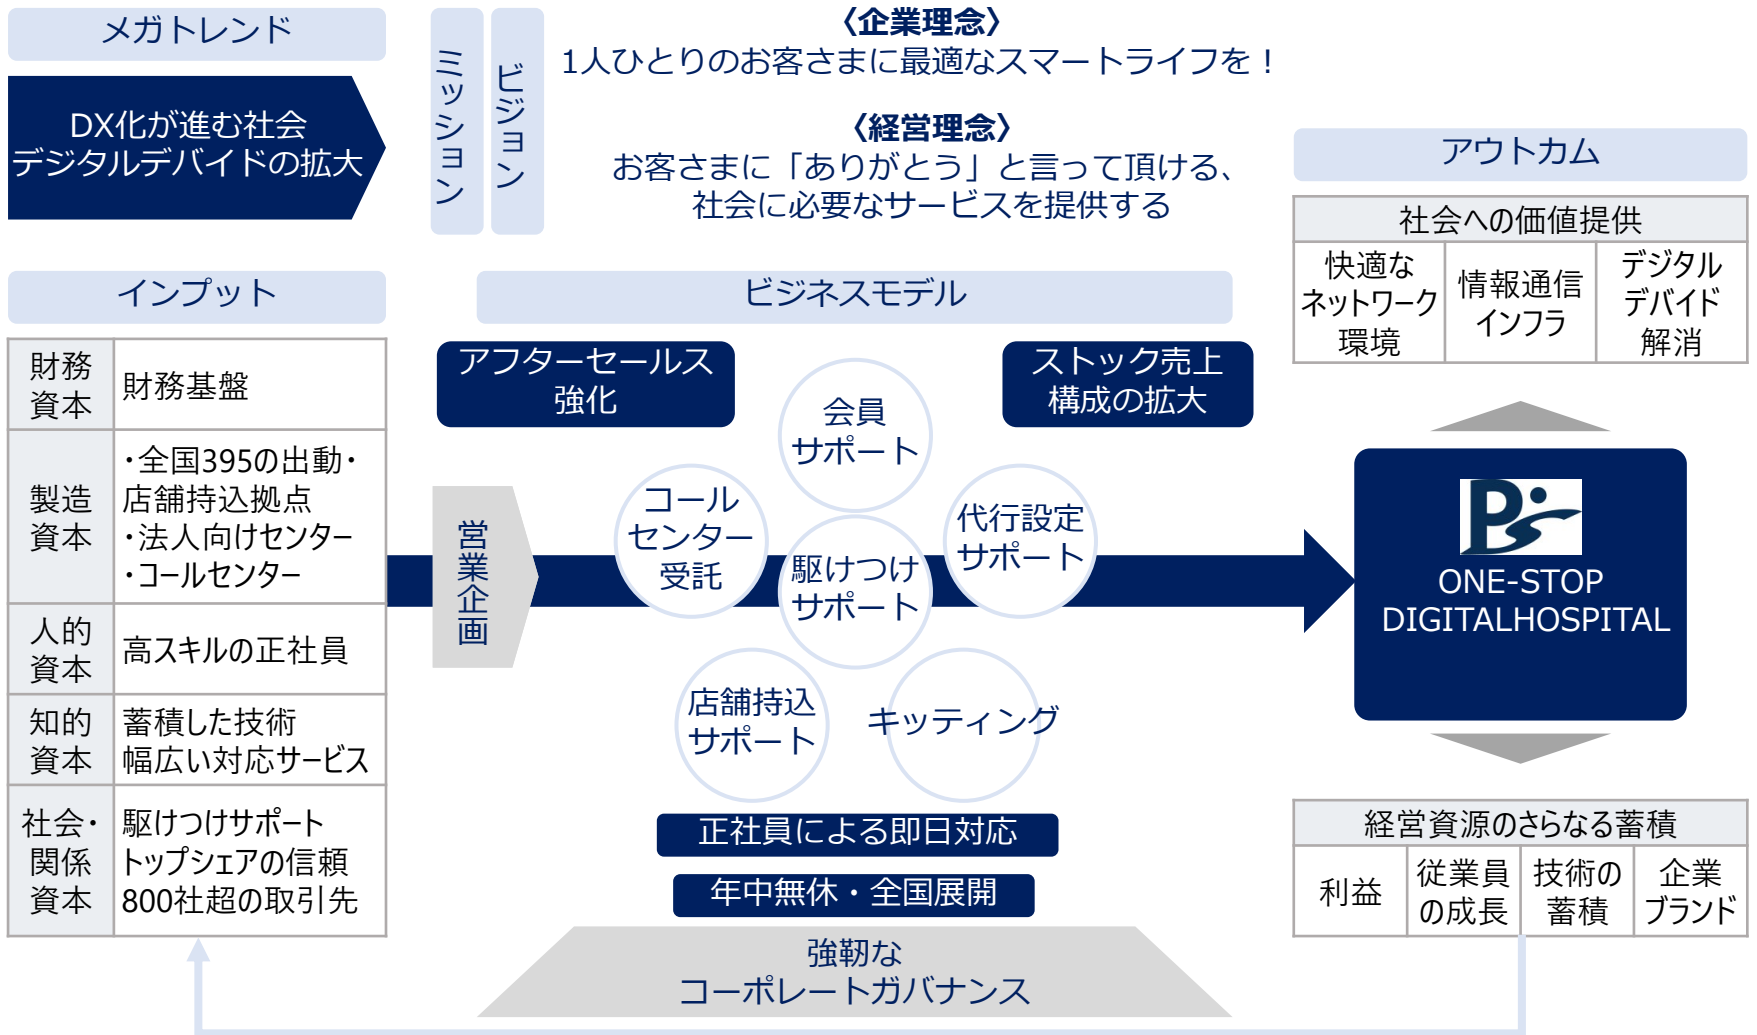 メガトレンド
DX化が進む社会
デジタルデバイドの拡大
ミッション
ビジョン
〈企業理念〉
1人ひとりのお客さまに最適なスマートライフを！
〈経営理念〉
お客さまに「ありがとう」と言って頂ける、
社会に必要なサービスを提供する
インプット
財務
資本
財務基盤
製造
資本
・全国395の出動・
店舗持込拠点
・法人向けセンター
・コールセンター
人的
資本
高スキルの正社員
知的
資本
蓄積した技術
幅広い対応サービス
社会・
関係
資本
駆けつけサポート
トップシェアの信頼
800社超の取引先
ビジネスモデル
アフターセールス
強化
ストック売上
構成の拡大
営業企画
会員
サポート
コール
センター
受託
駆けつけ
サポート
代行設定
サポート
店舗持込
サポート
キッティング
正社員による即日対応
年中無休・全国展開
強靭な
コーポレートガバナンス
アウトカム
社会への価値提供
快適な
ネットワーク
環境
情報通信
インフラ
デジタル
デバイド
解消
ONE-STOP
DIGITALHOSPITAL
経営資源のさらなる蓄積
利益
従業員
の成長
技術の
蓄積
企業
ブランド